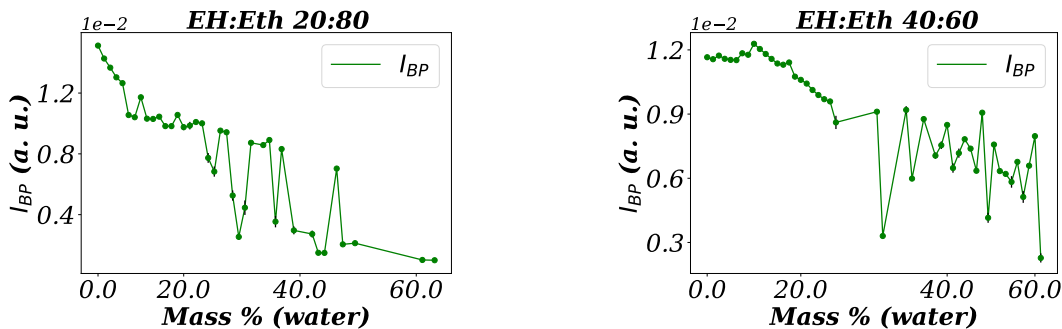 EH:Eth 20:80
1e−2
I_BP
1.2
0.8
0.4
I_BP (a. u.)
0.0 20.0 40.0 60.0
Mass % (water)
EH:Eth 40:60
1e−2
I_BP
1.2
0.9
0.6
0.3
I_BP (a. u.)
0.0 20.0 40.0 60.0
Mass % (water)